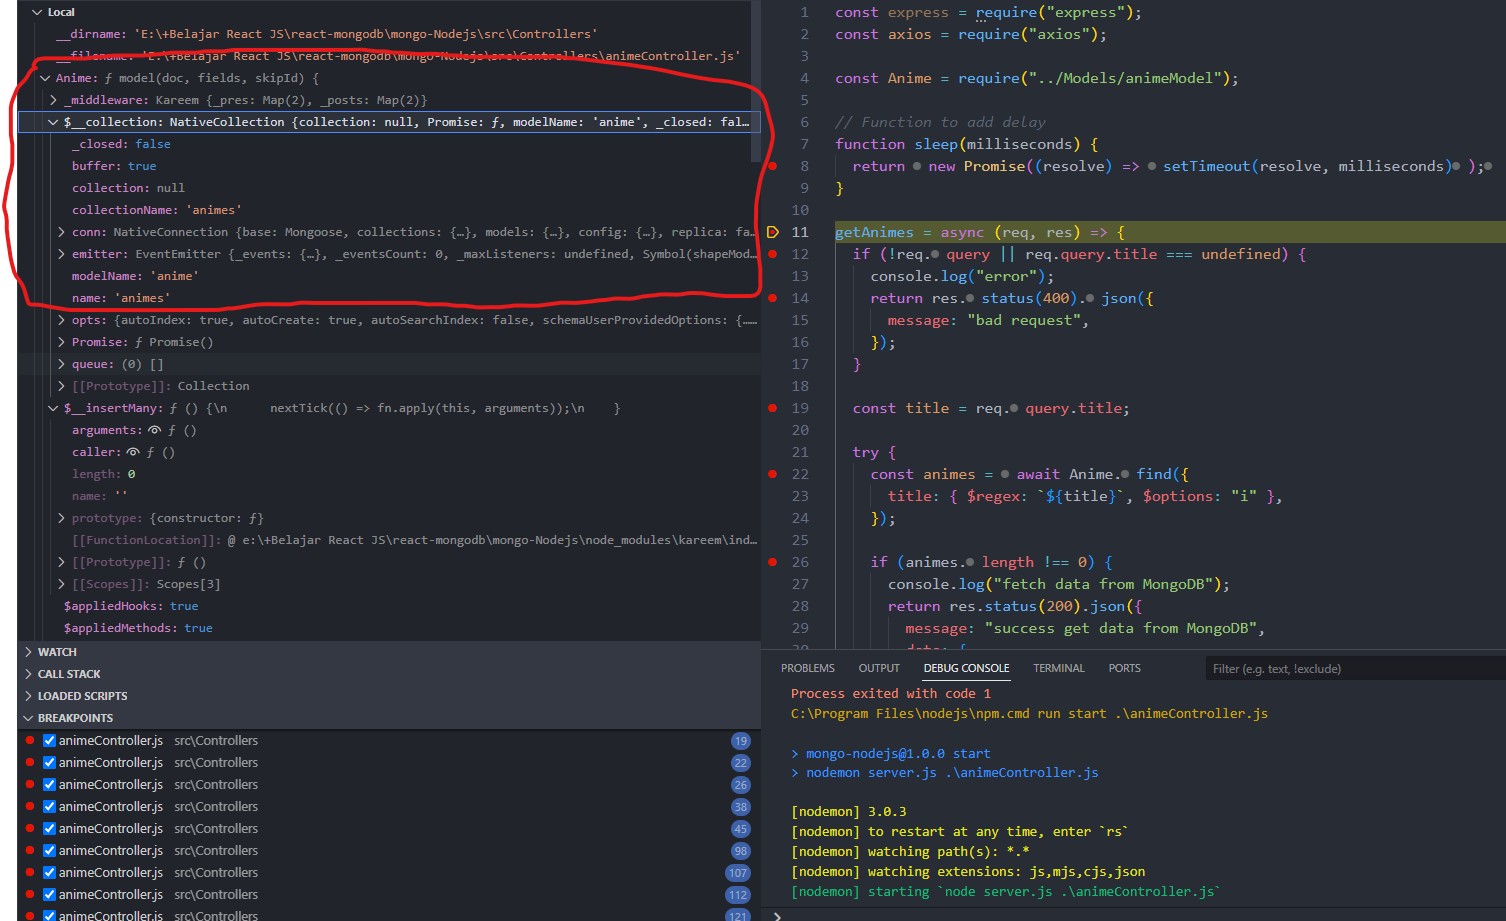 Local
__dirname: 'E:\+Belajar React JS\react-mongodb\mongo-Nodejs\src\Controllers'
__filename: 'E:\+Belajar React JS\react-mongodb\mongo-Nodejs\src\Controllers\animeController.js'
Anime: ƒ model(doc, fields, skipId) {
_middleware: Kareem {_pres: Map(2), _posts: Map(2)}
$__collection: NativeCollection {collection: null, Promise: ƒ, modelName: 'anime', _closed: fal…
_closed: false
buffer: true
collection: null
collectionName: 'animes'
conn: NativeConnection {base: Mongoose, collections: {…}, models: {…}, config: {…}, replica: fa…
emitter: EventEmitter {_events: {…}, _eventsCount: 0, _maxListeners: undefined, Symbol(shapeMod…
modelName: 'anime'
name: 'animes'
opts: {autoIndex: true, autoCreate: true, autoSearchIndex: false, schemaUserProvidedOptions: {……
Promise: ƒ Promise()
queue: (0) []
[[Prototype]]: Collection
$__insertMany: ƒ () {\n      nextTick(() => fn.apply(this, arguments));\n    }
arguments: ƒ ()
caller: ƒ ()
length: 0
name: ''
prototype: {constructor: ƒ}
[[FunctionLocation]]: @ e:\+Belajar React JS\react-mongodb\mongo-Nodejs\node_modules\kareem\ind…
[[Prototype]]: ƒ ()
[[Scopes]]: Scopes[3]
$appliedHooks: true
$appliedMethods: true
WATCH
CALL STACK
LOADED SCRIPTS
BREAKPOINTS
animeController.js src\Controllers 19
animeController.js src\Controllers 22
animeController.js src\Controllers 26
animeController.js src\Controllers 38
animeController.js src\Controllers 45
animeController.js src\Controllers 98
animeController.js src\Controllers 107
animeController.js src\Controllers 112
animeController.js src\Controllers 121
1 const express = require("express");
2 const axios = require("axios");
3
4 const Anime = require("../Models/animeModel");
5
6 // Function to add delay
7 function sleep(milliseconds) {
8 return new Promise((resolve) => setTimeout(resolve, milliseconds) );
9 }
10
11 getAnimes = async (req, res) => {
12 if (!req. query || req.query.title === undefined) {
13 console.log("error");
14 return res. status(400). json({
15 message: "bad request",
16 });
17 }
18
19 const title = req. query.title;
20
21 try {
22 const animes = await Anime. find({
23 title: { $regex: `${title}`, $options: "i" },
24 });
25
26 if (animes. length !== 0) {
27 console.log("fetch data from MongoDB");
28 return res.status(200).json({
29 message: "success get data from MongoDB",
30 data: {
PROBLEMS OUTPUT DEBUG CONSOLE TERMINAL PORTS Filter (e.g. text, !exclude)
Process exited with code 1
C:\Program Files\nodejs\npm.cmd run start .\animeController.js
> mongo-nodejs@1.0.0 start
> nodemon server.js .\animeController.js
[nodemon] 3.0.3
[nodemon] to restart at any time, enter `rs`
[nodemon] watching path(s): *.*
[nodemon] watching extensions: js,mjs,cjs,json
[nodemon] starting `node server.js .\animeController.js`
>